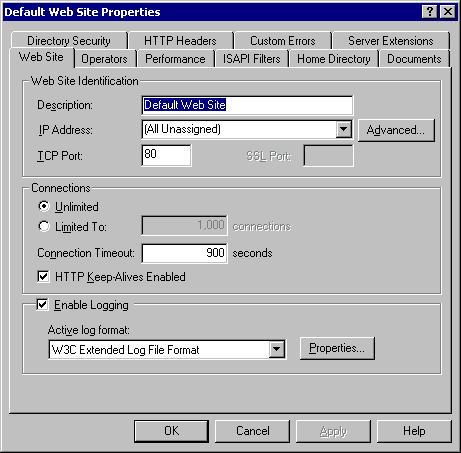 Default Web Site Properties
Directory Security HTTP Headers Custom Errors Server Extensions
Web Site Operators Performance ISAPI Filters Home Directory Documents
Web Site Identification
Description: Default Web Site
IP Address: (All Unassigned) Advanced...
TCP Port: 80 SSL Port:
Connections
Unlimited
Limited To: 1,000 connections
Connection Timeout: 900 seconds
HTTP Keep-Alives Enabled
Enable Logging
Active log format:
W3C Extended Log File Format Properties...
OK Cancel Apply Help